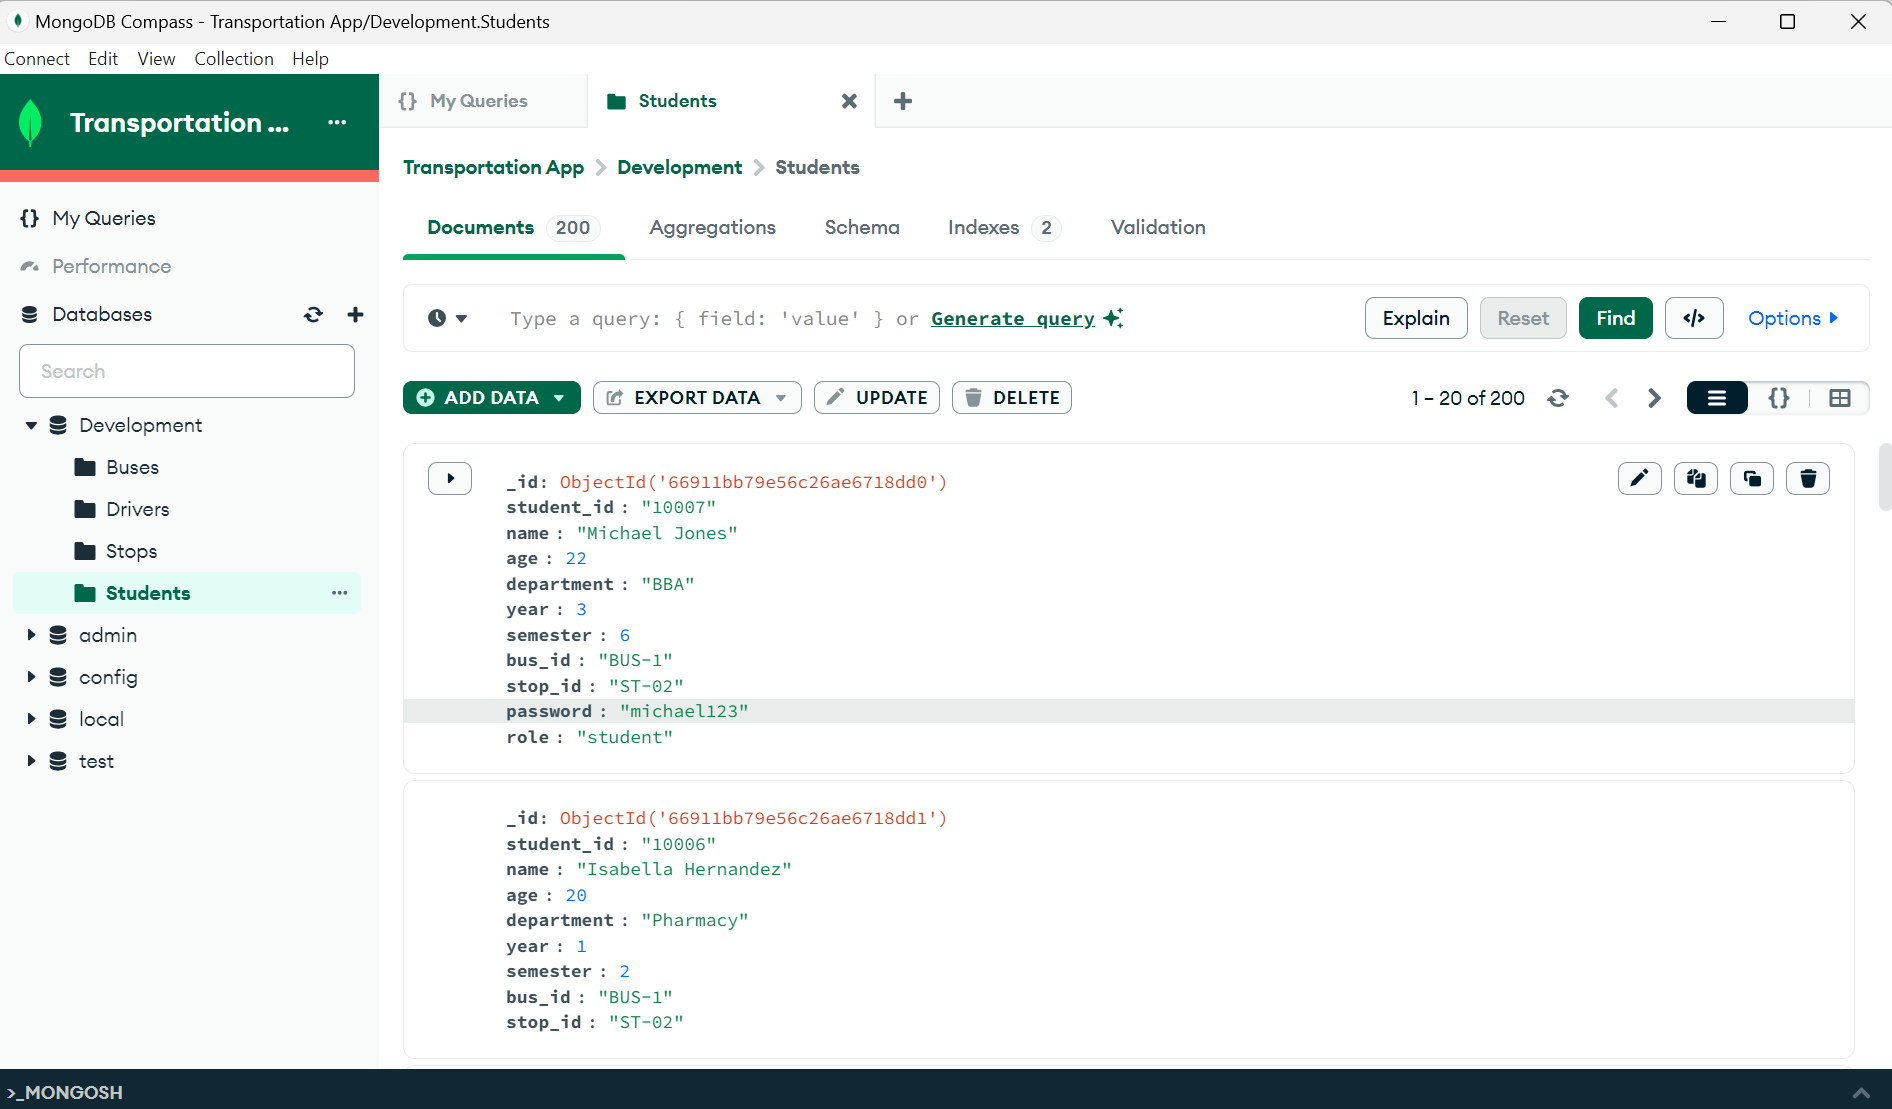 MongoDB Compass - Transportation App/Development.Students
Connect Edit View Collection Help
Transportation ...
My Queries
Students
Transportation App > Development > Students
My Queries
Performance
Databases
Search
Development
Buses
Drivers
Stops
Students
admin
config
local
test
Documents 200 Aggregations Schema Indexes 2 Validation
Type a query: { field: 'value' } or Generate query
Explain Reset Find </> Options
ADD DATA EXPORT DATA UPDATE DELETE
1 – 20 of 200 {}
_id: ObjectId('66911bb79e56c26ae6718dd0')
student_id : "10007"
name : "Michael Jones"
age : 22
department : "BBA"
year : 3
semester : 6
bus_id : "BUS-1"
stop_id : "ST-02"
password : "michael123"
role : "student"
_id: ObjectId('66911bb79e56c26ae6718dd1')
student_id : "10006"
name : "Isabella Hernandez"
age : 20
department : "Pharmacy"
year : 1
semester : 2
bus_id : "BUS-1"
stop_id : "ST-02"
>_MONGOSH